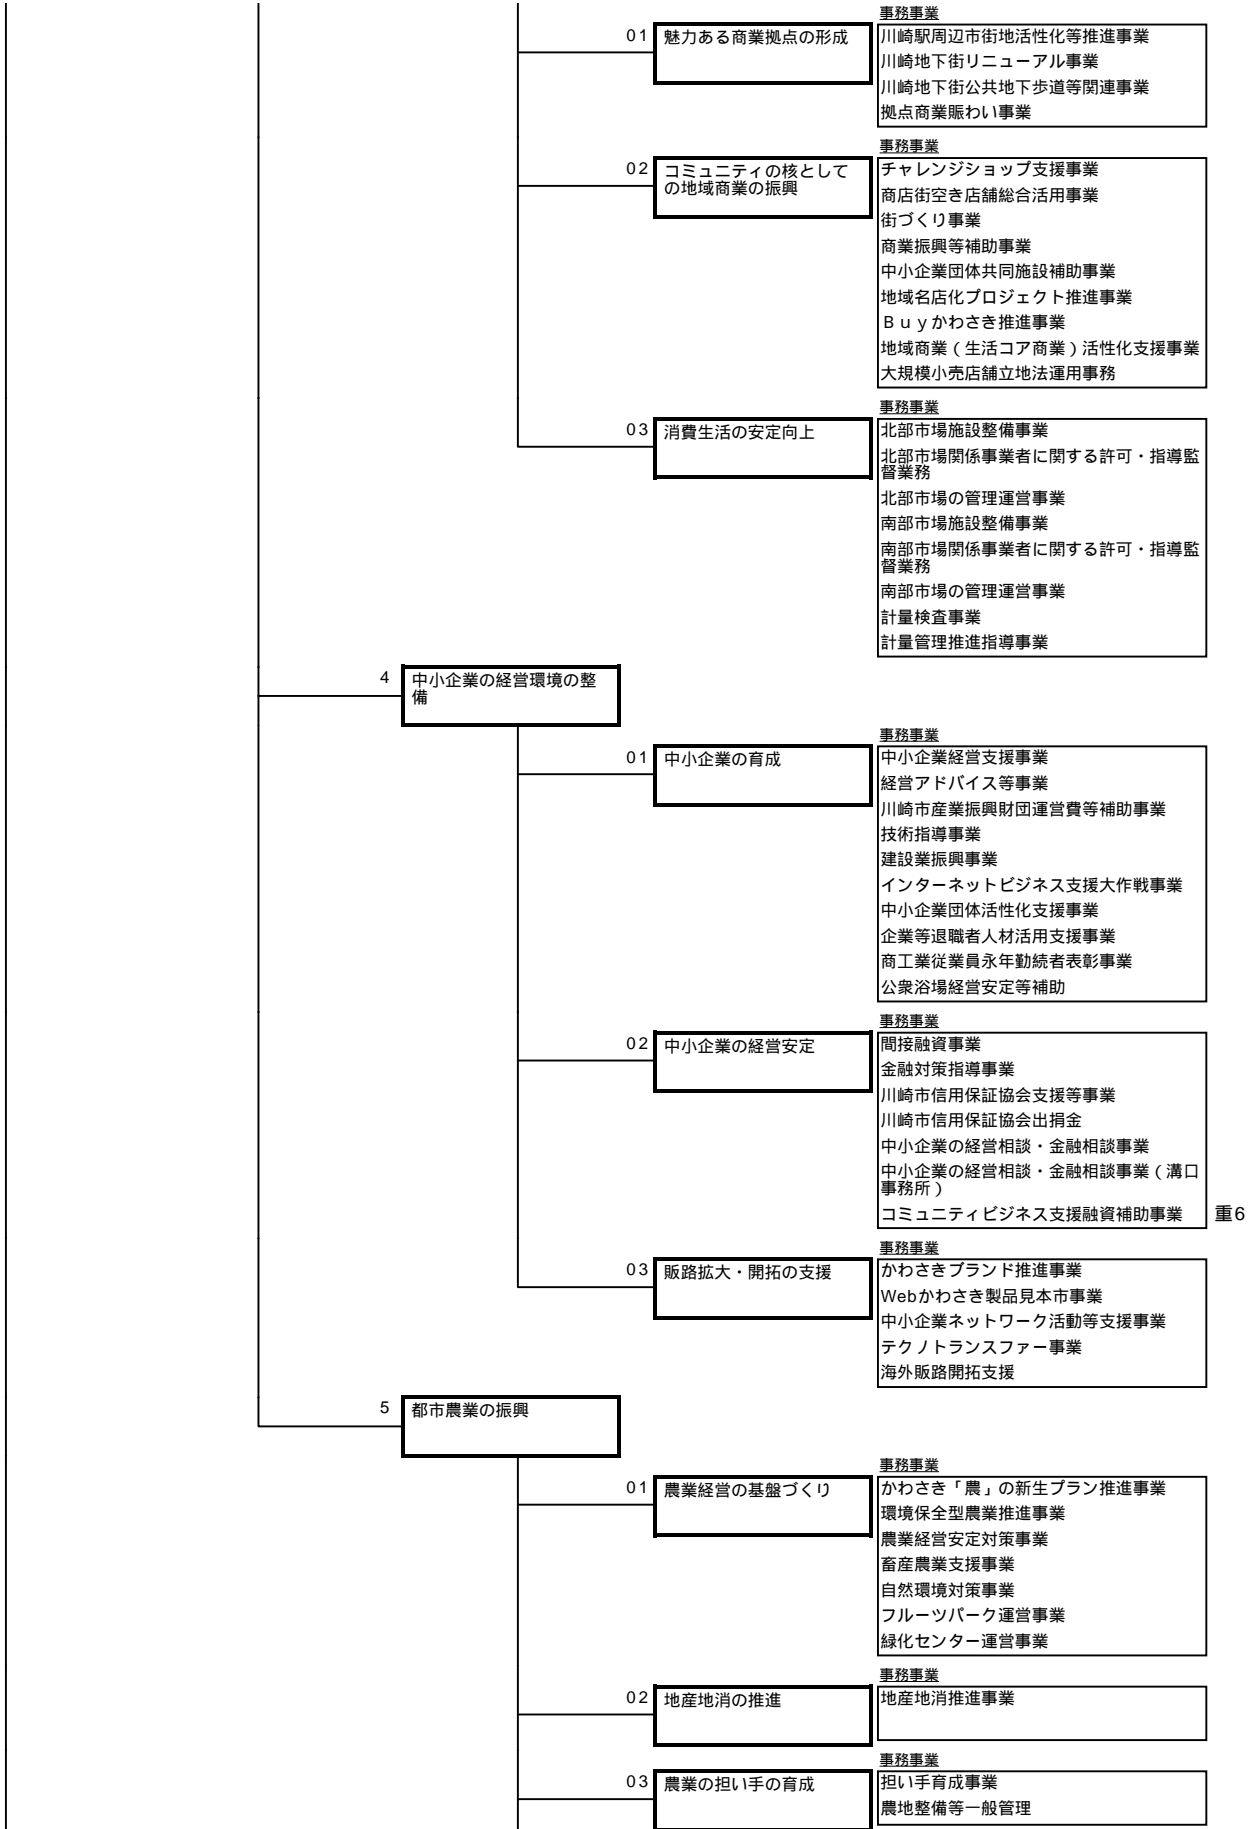 事務事業
01 魅力ある商業拠点の形成
川崎駅周辺市街地活性化等推進事業
川崎地下街リニューアル事業
川崎地下街公共地下歩道等関連事業
拠点商業賑わい事業
事務事業
02 コミュニティの核として
の地域商業の振興
チャレンジショップ支援事業
商店街空き店舗総合活用事業
街づくり事業
商業振興等補助事業
中小企業団体共同施設補助事業
地域名店化プロジェクト推進事業
Ｂｕｙかわさき推進事業
地域商業（生活コア商業）活性化支援事業
大規模小売店舗立地法運用事務
事務事業
03 消費生活の安定向上
北部市場施設整備事業
北部市場関係事業者に関する許可・指導監
督業務
北部市場の管理運営事業
南部市場施設整備事業
南部市場関係事業者に関する許可・指導監
督業務
南部市場の管理運営事業
計量検査事業
計量管理推進指導事業
4 中小企業の経営環境の整
備
事務事業
01 中小企業の育成
中小企業経営支援事業
経営アドバイス等事業
川崎市産業振興財団運営費等補助事業
技術指導事業
建設業振興事業
インターネットビジネス支援大作戦事業
中小企業団体活性化支援事業
企業等退職者人材活用支援事業
商工業従業員永年勤続者表彰事業
公衆浴場経営安定等補助
事務事業
02 中小企業の経営安定
間接融資事業
金融対策指導事業
川崎市信用保証協会支援等事業
川崎市信用保証協会出捐金
中小企業の経営相談・金融相談事業
中小企業の経営相談・金融相談事業（溝口
事務所）
コミュニティビジネス支援融資補助事業 重6
事務事業
03 販路拡大・開拓の支援
かわさきブランド推進事業
Webかわさき製品見本市事業
中小企業ネットワーク活動等支援事業
テクノトランスファー事業
海外販路開拓支援
5 都市農業の振興
事務事業
01 農業経営の基盤づくり
かわさき「農」の新生プラン推進事業
環境保全型農業推進事業
農業経営安定対策事業
畜産農業支援事業
自然環境対策事業
フルーツパーク運営事業
緑化センター運営事業
事務事業
02 地産地消の推進
地産地消推進事業
事務事業
03 農業の担い手の育成
担い手育成事業
農地整備等一般管理